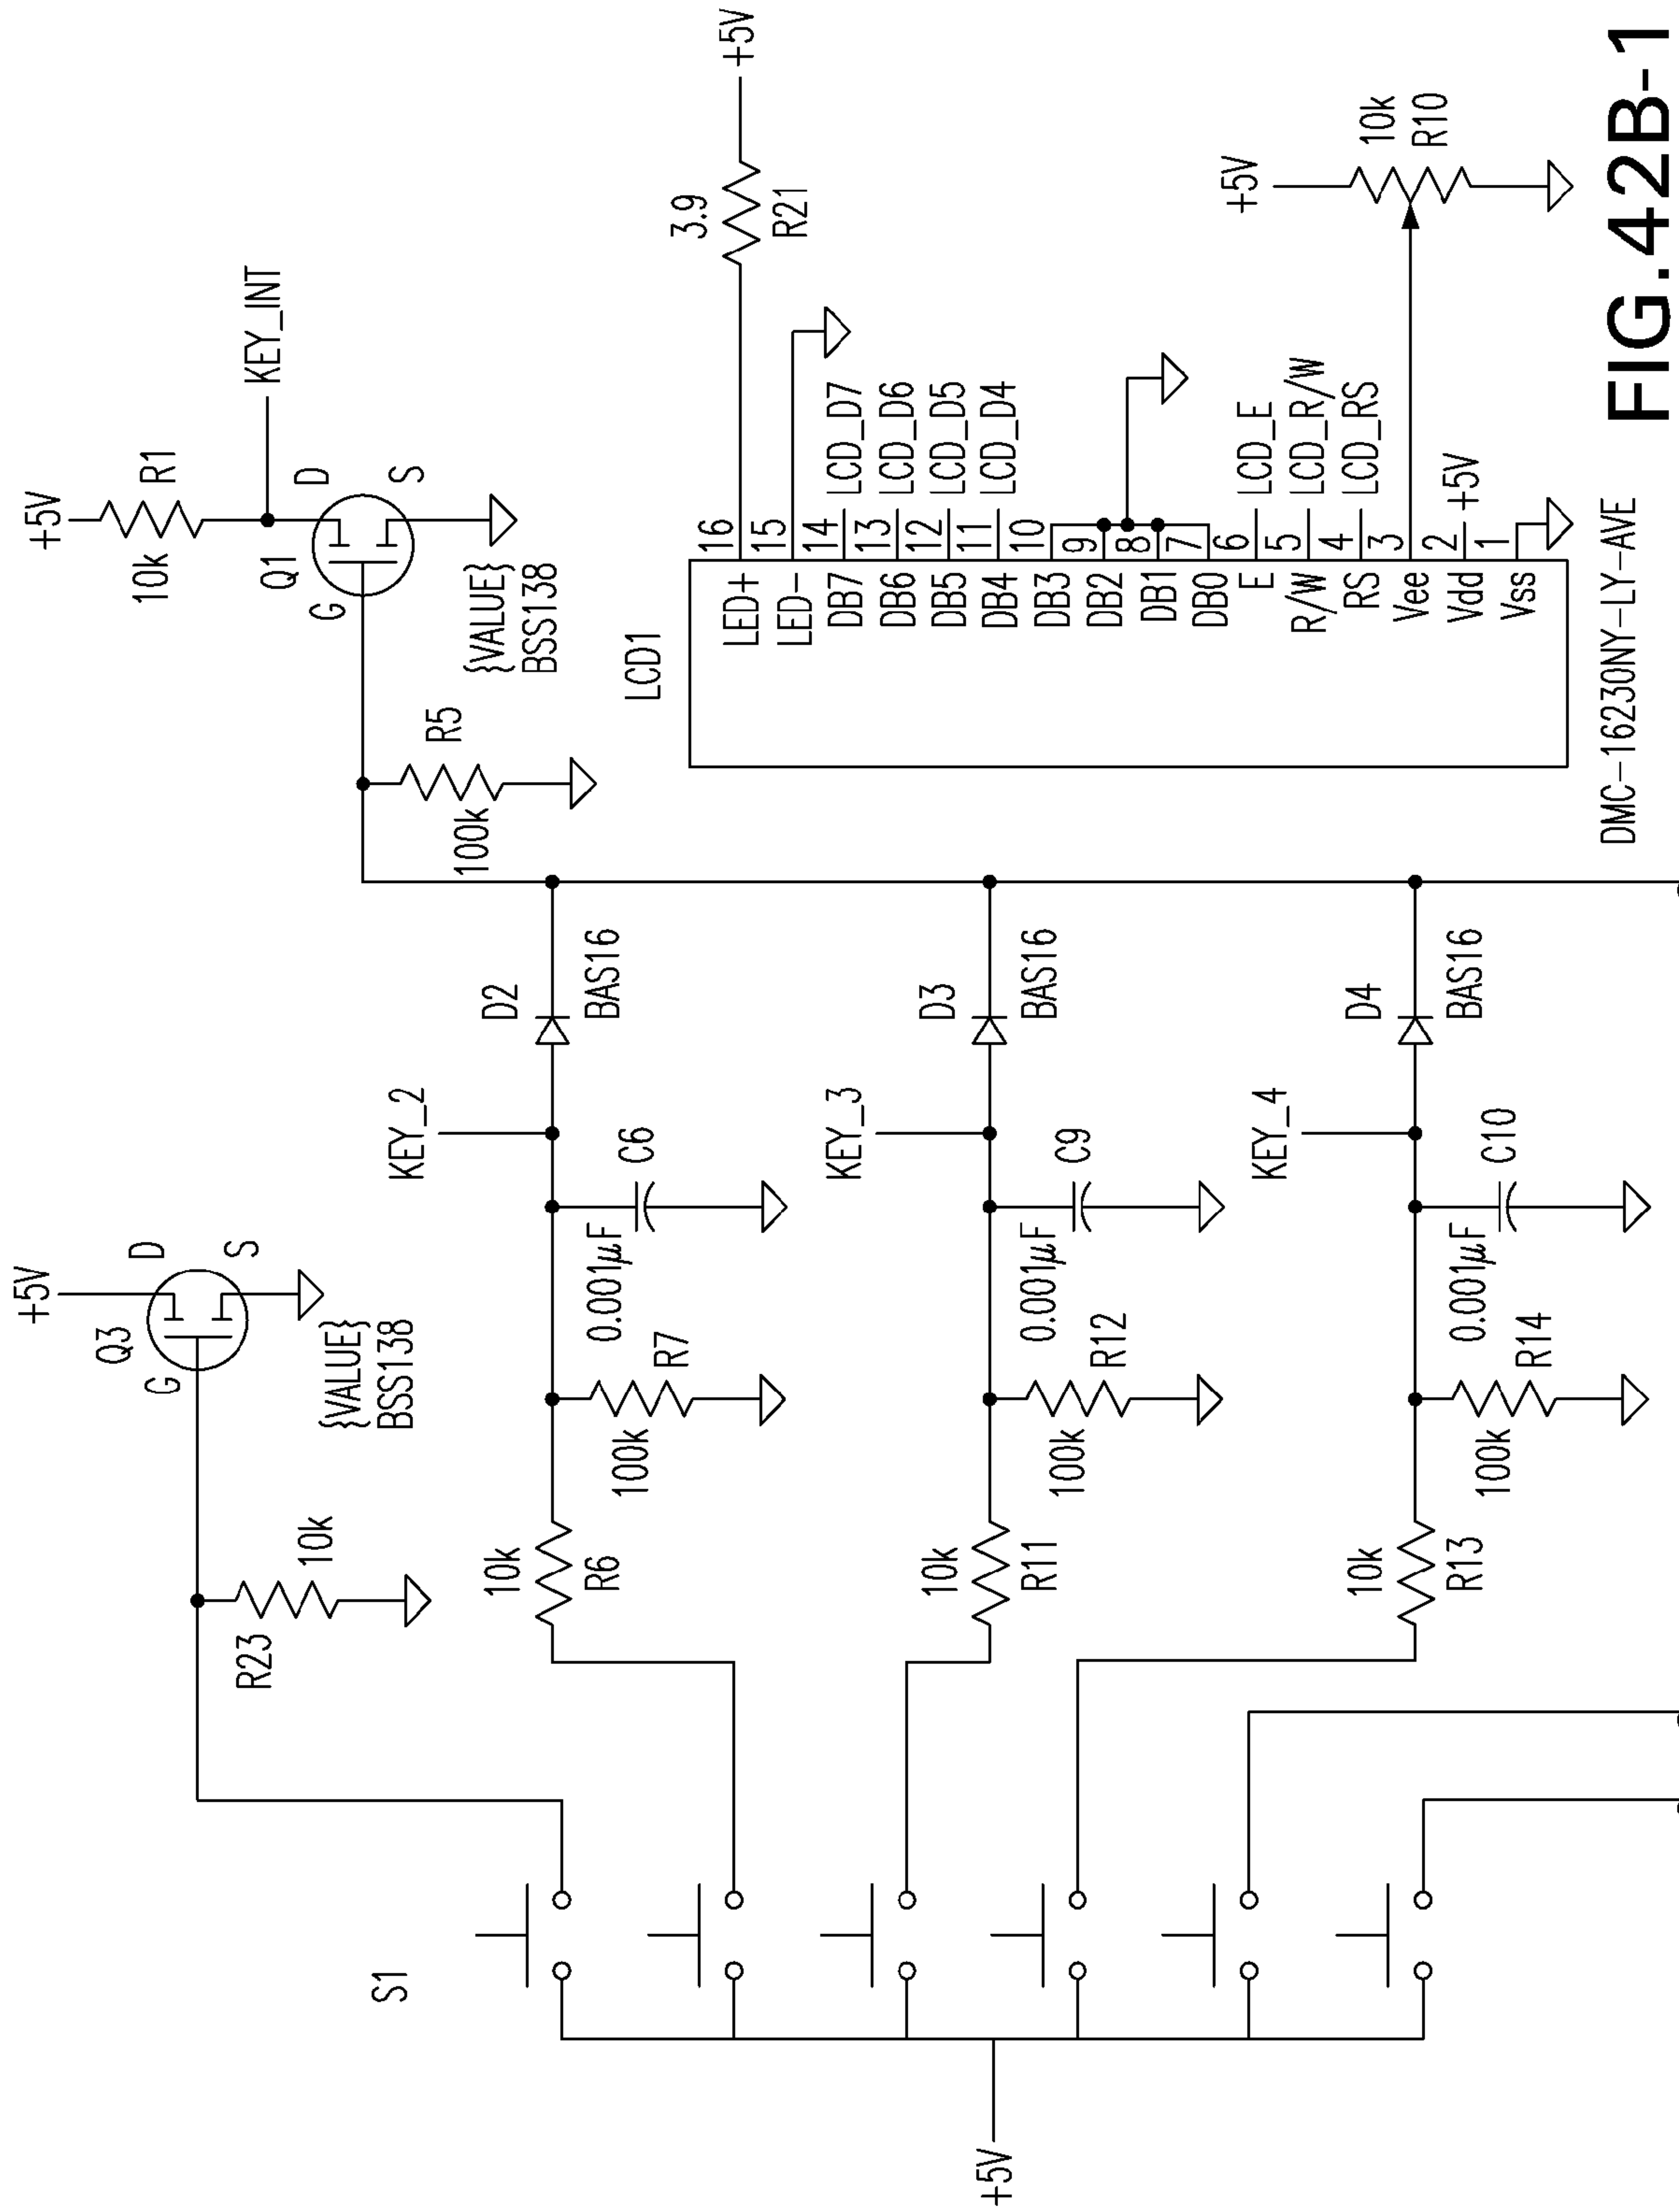 +5V
Q3
D
G
S
{VALUE}
BSS138
R23
10k
+5V
10k
R1
KEY_INT
Q1
D
G
S
{VALUE}
BSS138
R5
100k
S1
+5V
10k
R6
100k
R7
0.001µF
C6
KEY_2
D2
BAS16
10k
R11
100k
R12
0.001µF
C9
KEY_3
D3
BAS16
10k
R13
100k
R14
0.001µF
C10
KEY_4
D4
BAS16
LCD1
LED+ 16
3.9
R21
+5V
LED- 15
DB7 14 LCD_D7
DB6 13 LCD_D6
DB5 12 LCD_D5
DB4 11 LCD_D4
DB3 10
DB2 9
DB1 8
DB0 7
E 6 LCD_E
R/W 5 LCD_R/W
RS 4 LCD_RS
Vee 3
Vdd 2 +5V
Vss 1
+5V
10k
R10
DMC-16230NY-LY-AVE
FIG.42B-1